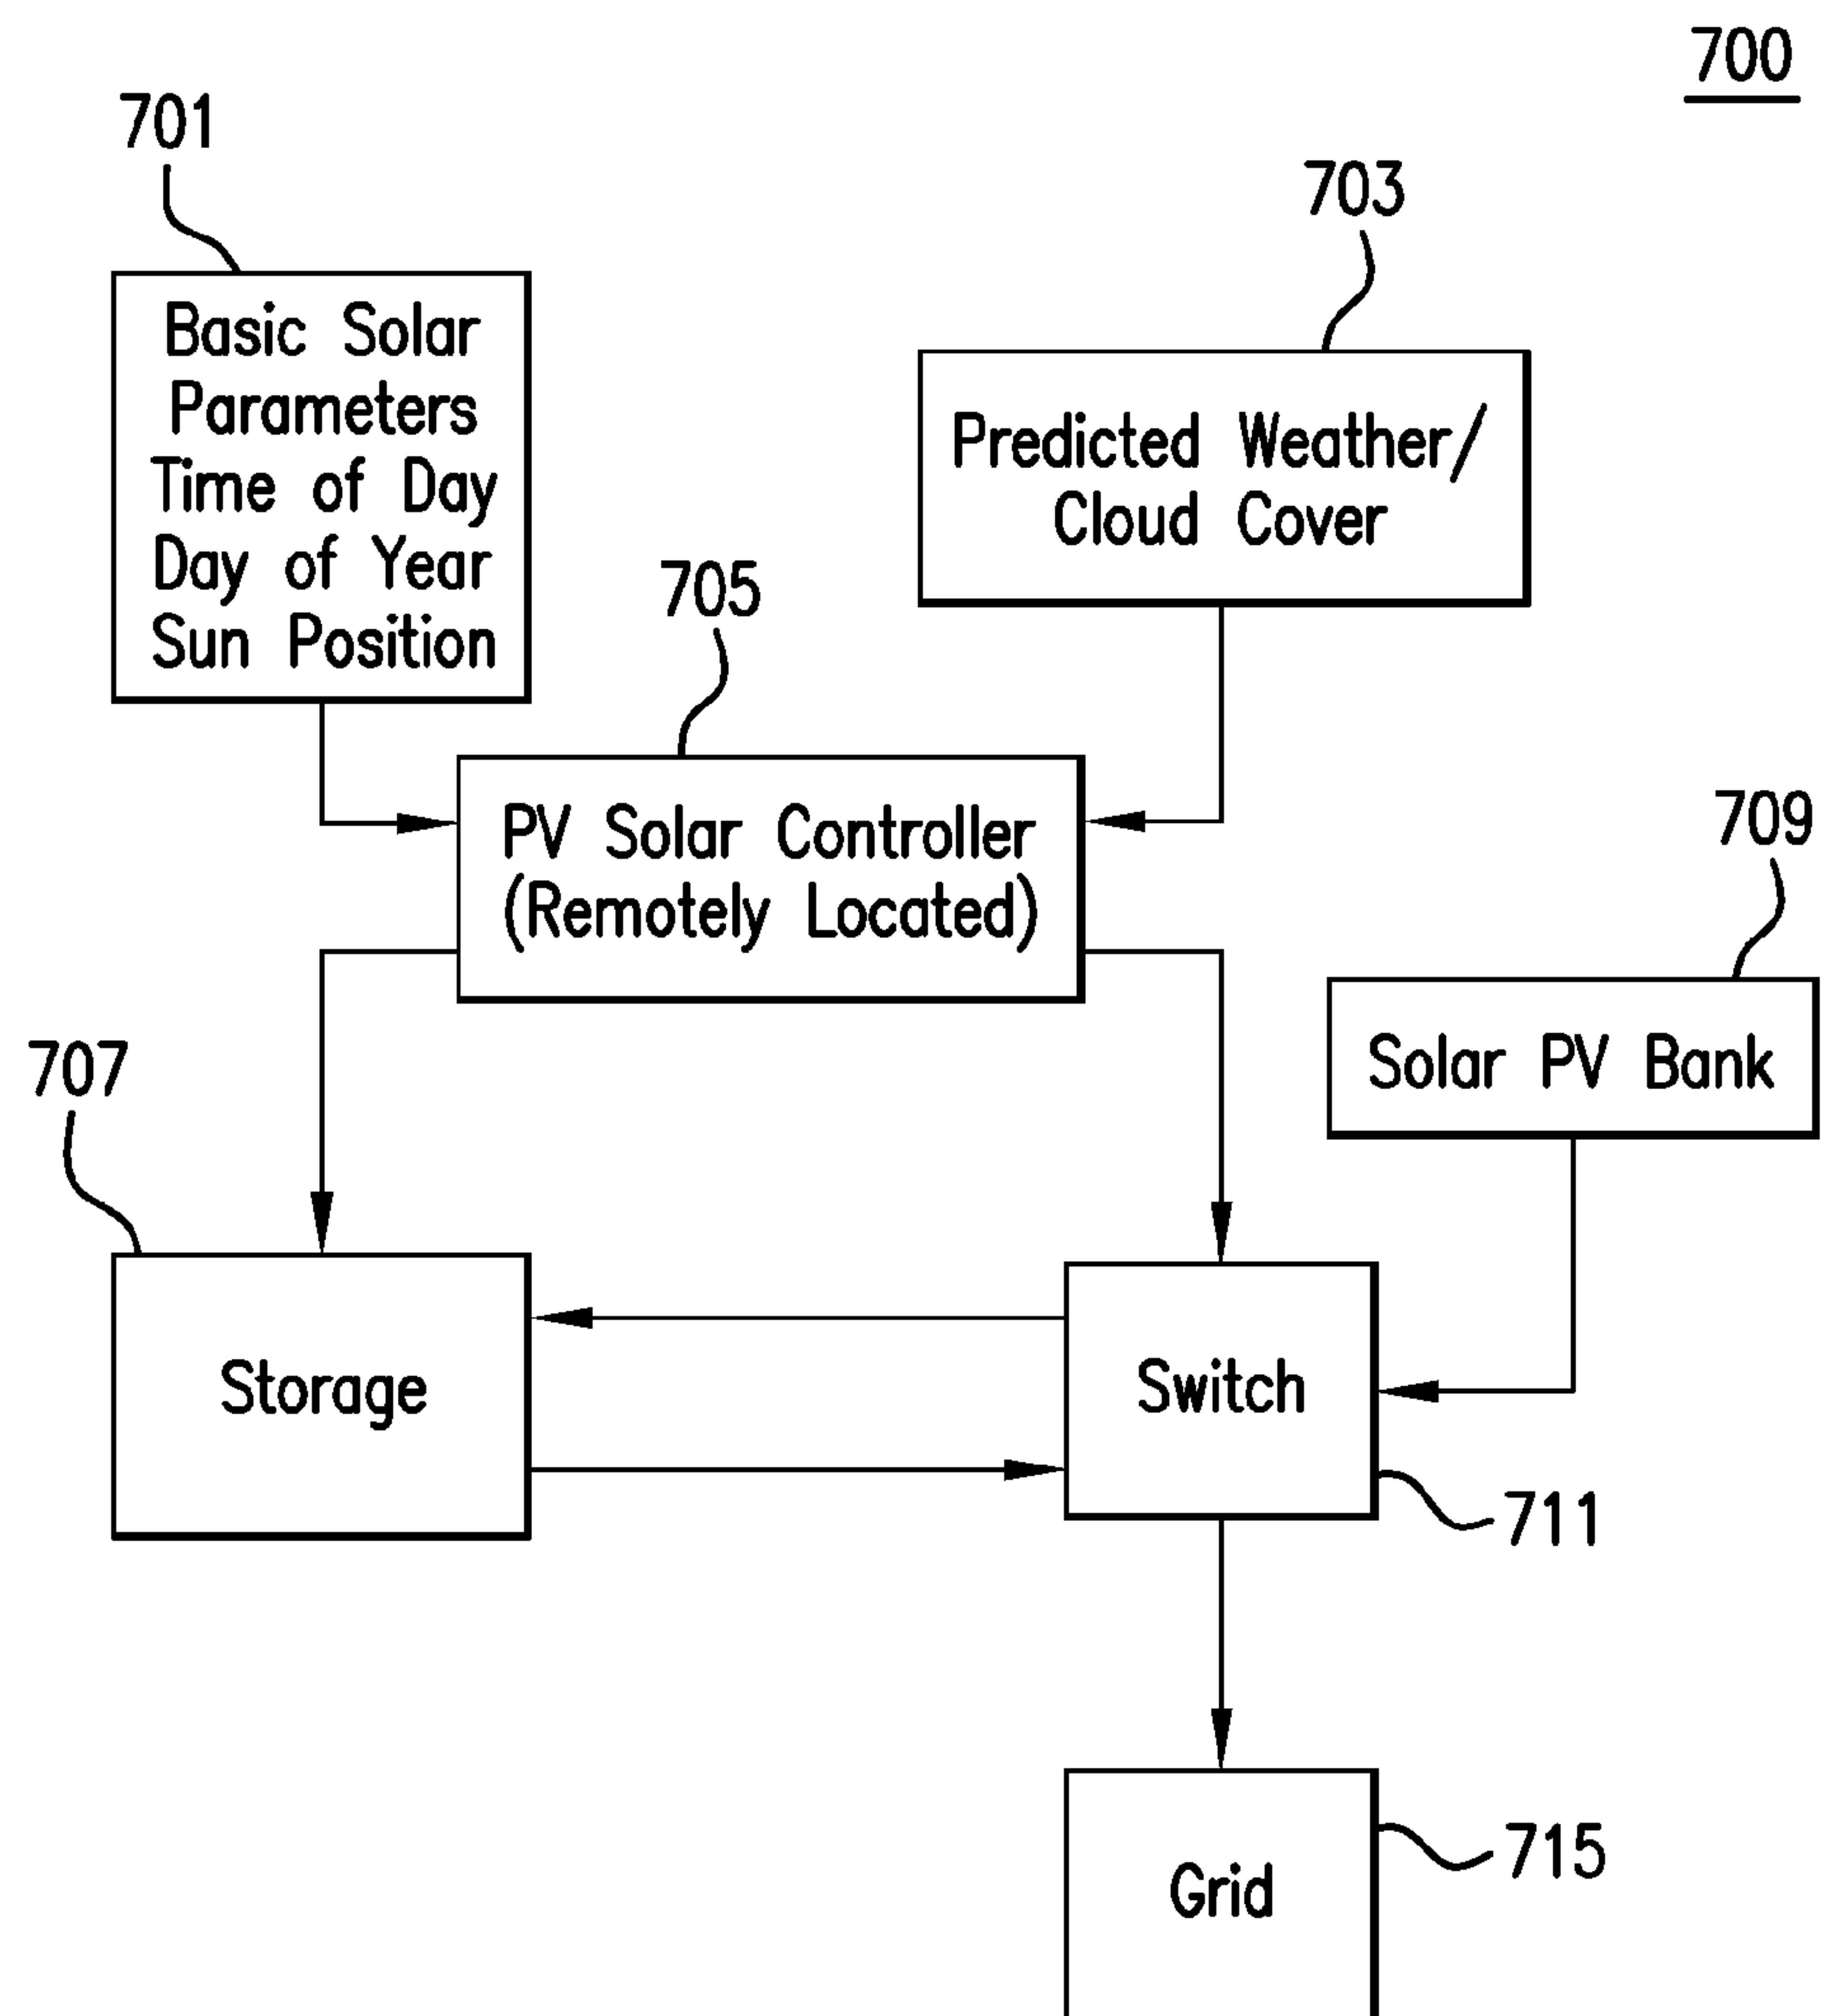 700
701
703
Basic Solar
Parameters
Time of Day
Day of Year
Sun Position
Predicted Weather/
Cloud Cover
705
PV Solar Controller
(Remotely Located)
709
Solar PV Bank
707
Storage
Switch
711
715
Grid